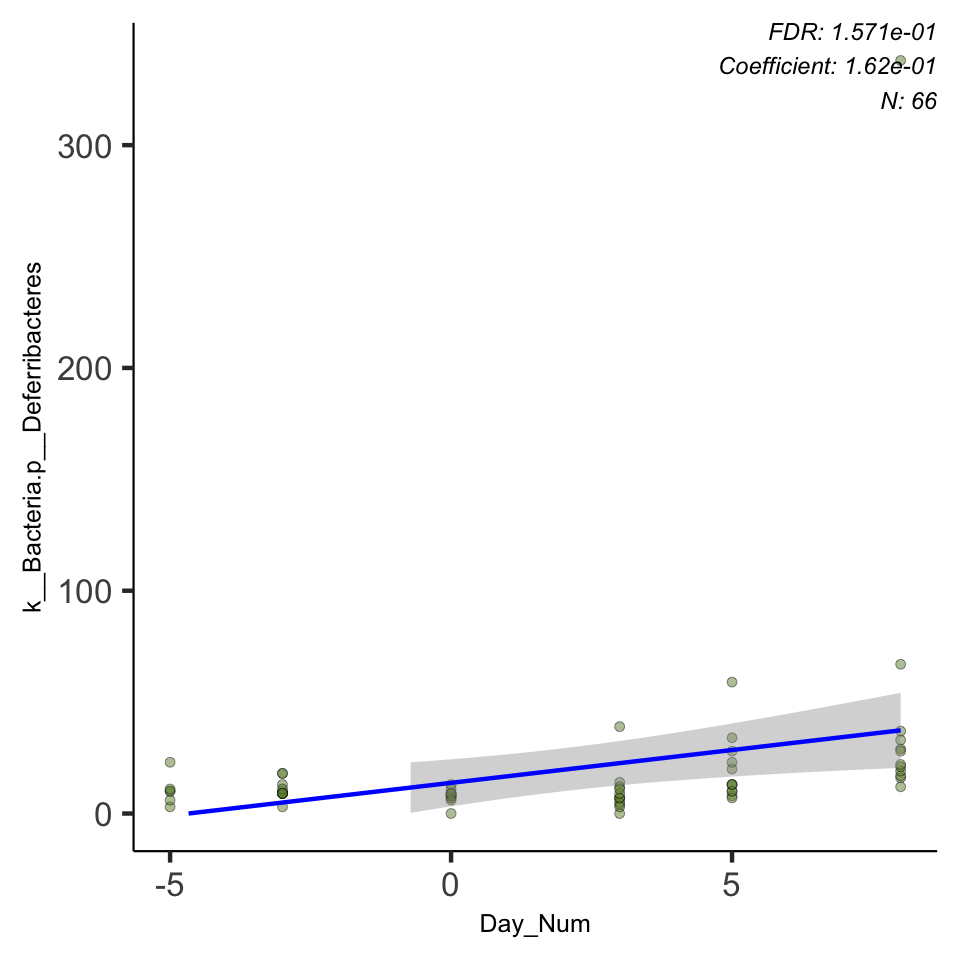 FDR: 1.571e-01
Coefficient: 1.62e-01
N: 66
k__Bacteria.p__Deferribacteres
300
200
100
0
-5
0
5
Day_Num